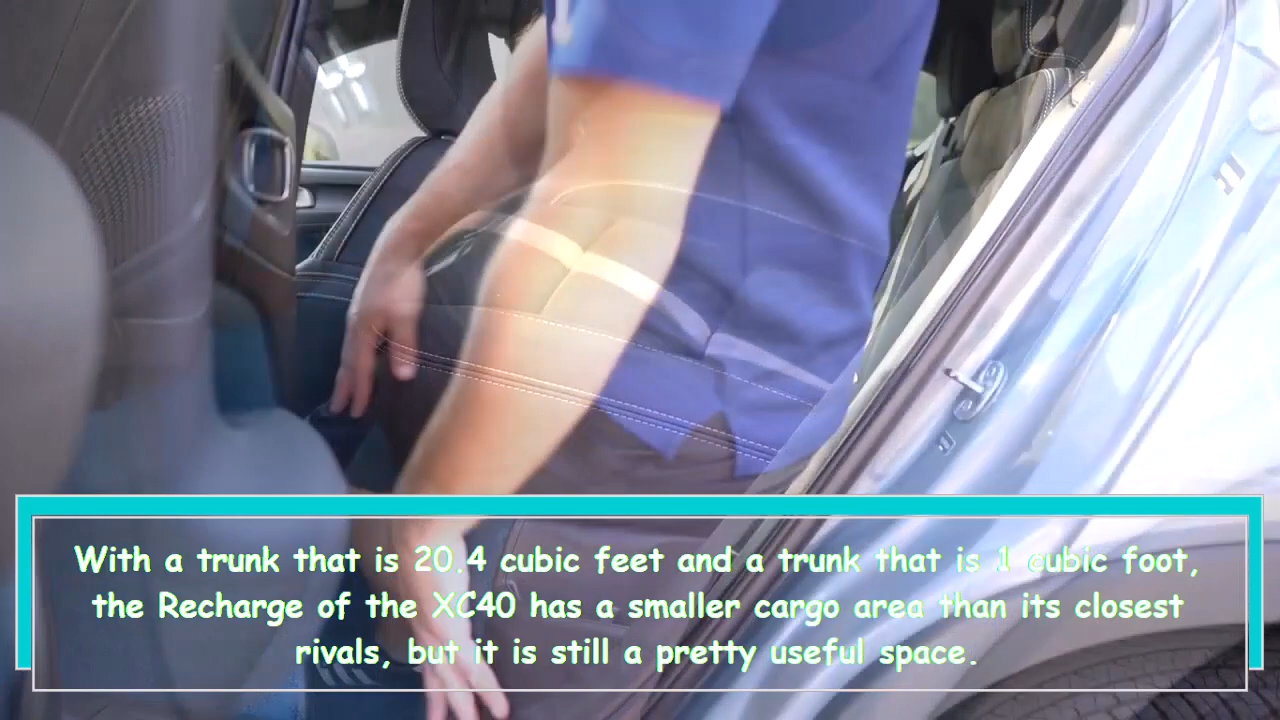 With a trunk that is 20.4 cubic feet and a trunk that is 1 cubic foot,
the Recharge of the XC40 has a smaller cargo area than its closest
rivals, but it is still a pretty useful space.